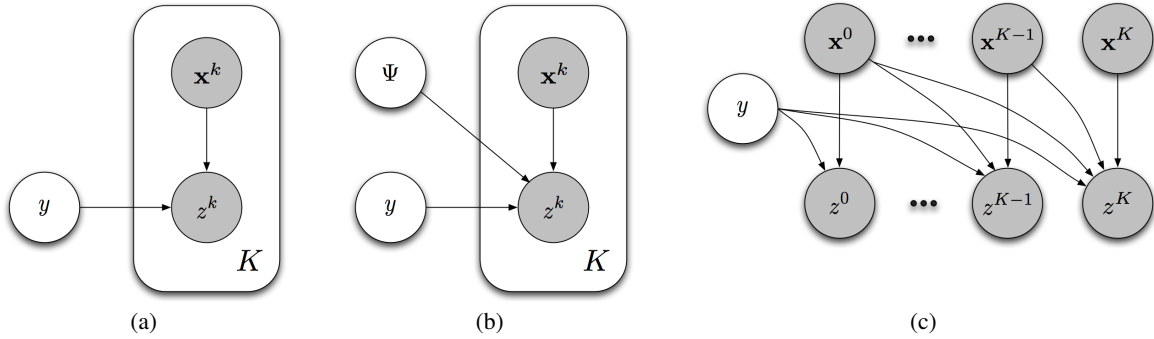 x^k
z^k
y
K
(a)
Ψ
x^k
y
z^k
K
(b)
x^0 ••• x^{K−1} x^K
y
z^0 ••• z^{K−1} z^K
(c)